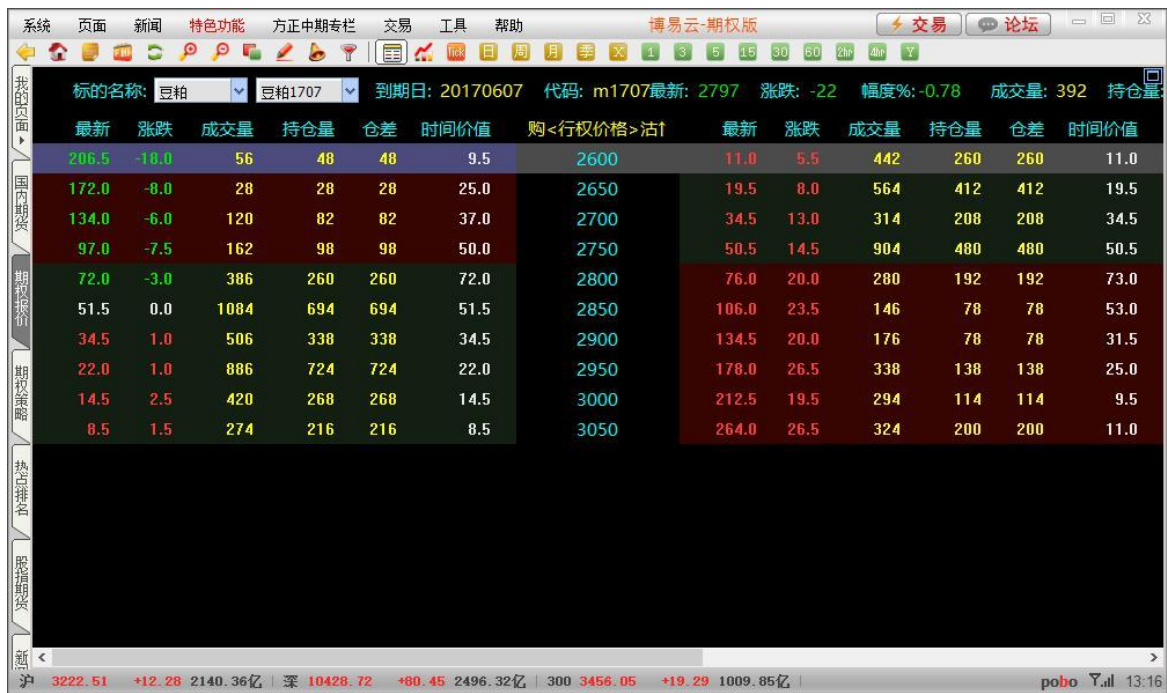 系统 页面 新闻 特色功能 方正中期专栏 交易 工具 帮助 博易云-期权版 交易 论坛
Tick 日 周 月 季 X 1 3 5 15 30 60 2hr 4hr Y
标的名称: 豆粕 豆粕1707 到期日: 20170607 代码: m1707最新: 2797 涨跌: -22 幅度%:-0.78 成交量: 392 持仓量:
最新 涨跌 成交量 持仓量 仓差 时间价值 购<行权价格>沽↑ 最新 涨跌 成交量 持仓量 仓差 时间价值
206.5 -18.0 56 48 48 9.5 2600 11.0 5.5 442 260 260 11.0
172.0 -8.0 28 28 28 25.0 2650 19.5 8.0 564 412 412 19.5
134.0 -6.0 120 82 82 37.0 2700 34.5 13.0 314 208 208 34.5
97.0 -7.5 162 98 98 50.0 2750 50.5 14.5 904 480 480 50.5
72.0 -3.0 386 260 260 72.0 2800 76.0 20.0 280 192 192 73.0
51.5 0.0 1084 694 694 51.5 2850 106.0 23.5 146 78 78 53.0
34.5 1.0 506 338 338 34.5 2900 134.5 20.0 176 78 78 31.5
22.0 1.0 886 724 724 22.0 2950 178.0 26.5 338 138 138 25.0
14.5 2.5 420 268 268 14.5 3000 212.5 19.5 294 114 114 9.5
8.5 1.5 274 216 216 8.5 3050 264.0 26.5 324 200 200 11.0
我的页面
国内期货
期权报价
期权策略
热点排名
股指期货
新
沪 3222.51 +12.28 2140.36亿 深 10428.72 +80.45 2496.32亿 300 3456.05 +19.29 1009.85亿 pobo 13:16